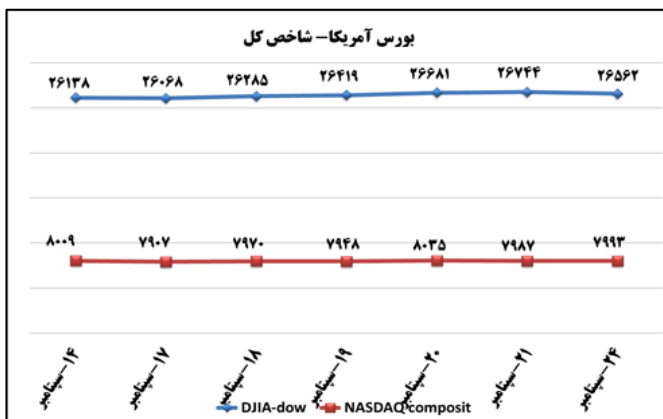 بورس آمریکا– شاخص کل
۲۶۱۳۸ ۲۶۰۶۸ ۲۶۲۸۵ ۲۶۴۱۹ ۲۶۶۸۱ ۲۶۷۴۴ ۲۶۵۶۲
۸۰۰۹ ۷۹۰۷ ۷۹۷۰ ۷۹۴۸ ۸۰۳۵ ۷۹۸۷ ۷۹۹۳
۱۴-سپتامبر ۱۷-سپتامبر ۱۸-سپتامبر ۱۹-سپتامبر ۲۰-سپتامبر ۲۱-سپتامبر ۲۴-سپتامبر
DJIA-dow NASDAQ composit